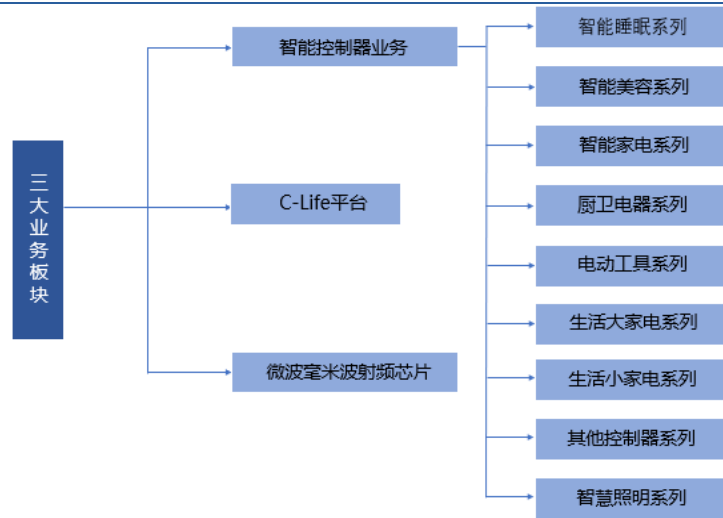 三大业务板块
智能控制器业务
C-Life平台
微波毫米波射频芯片
智能睡眠系列
智能美容系列
智能家电系列
厨卫电器系列
电动工具系列
生活大家电系列
生活小家电系列
其他控制器系列
智慧照明系列